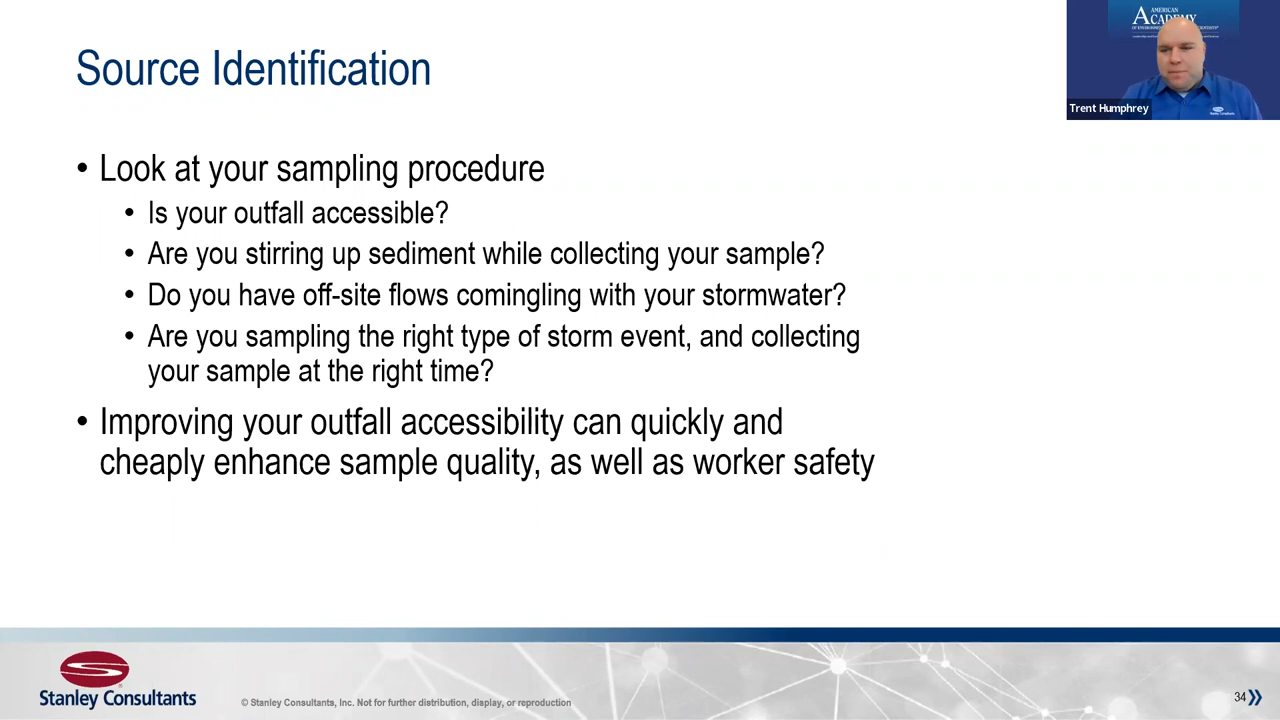 Source Identification
AMERICAN
ACADEMY
Trent Humphrey
Stanley Consultants
• Look at your sampling procedure
• Is your outfall accessible?
• Are you stirring up sediment while collecting your sample?
• Do you have off-site flows comingling with your stormwater?
• Are you sampling the right type of storm event, and collecting
your sample at the right time?
• Improving your outfall accessibility can quickly and
cheaply enhance sample quality, as well as worker safety
Stanley Consultants
© Stanley Consultants, Inc. Not for further distribution, display, or reproduction
34